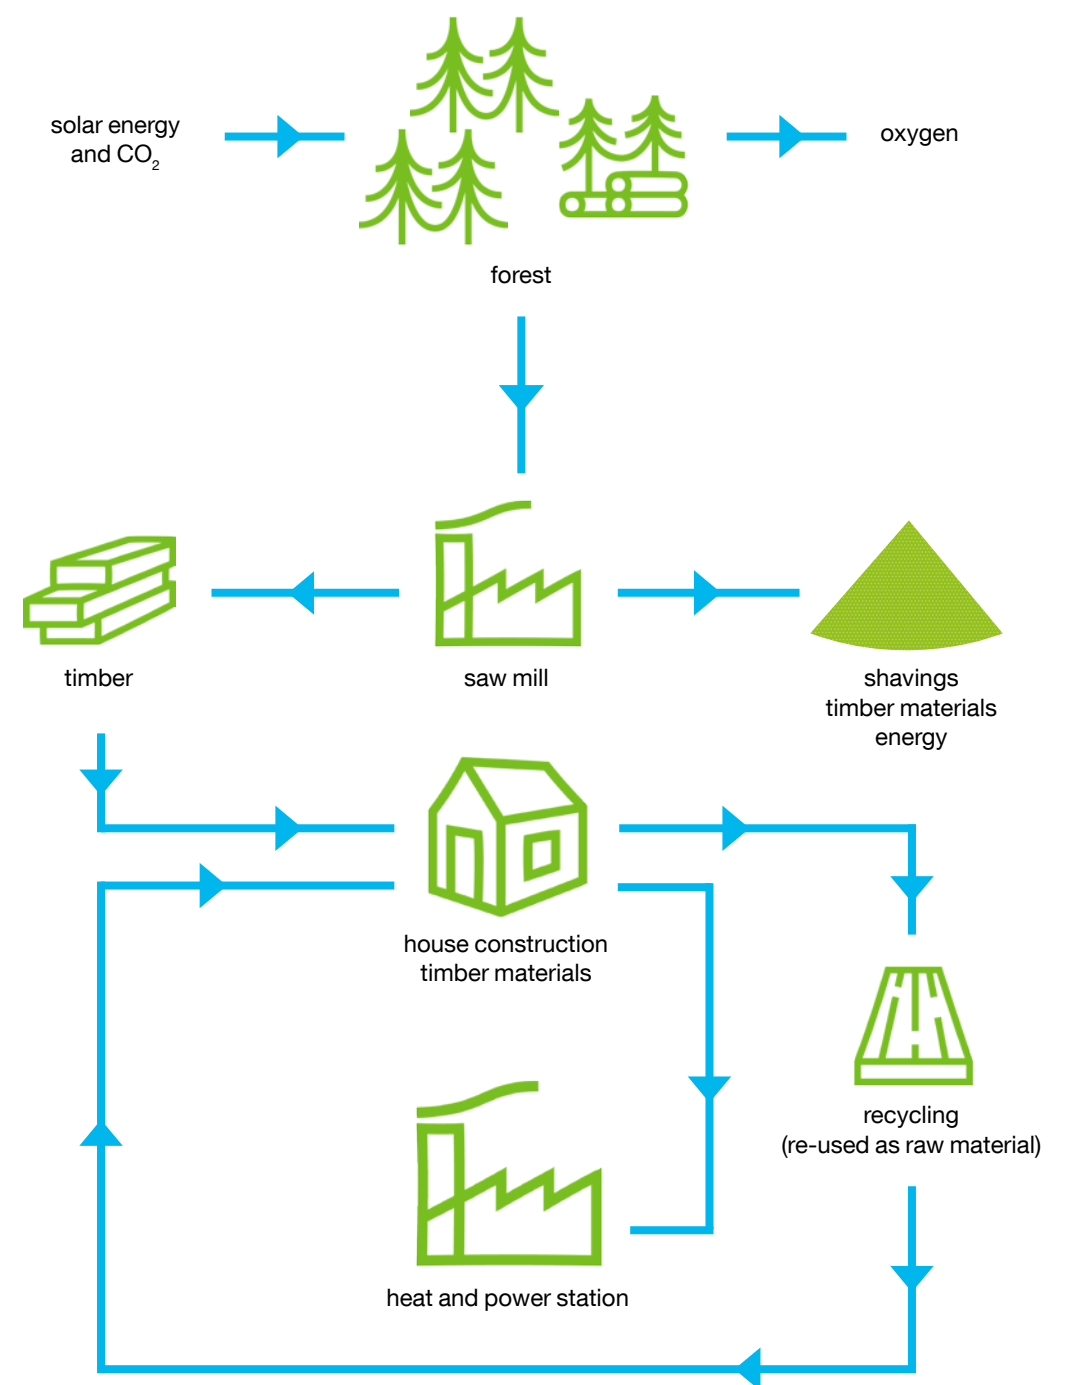 solar energy
and CO₂
oxygen
forest
timber
saw mill
shavings
timber materials
energy
house construction
timber materials
recycling
(re-used as raw material)
heat and power station